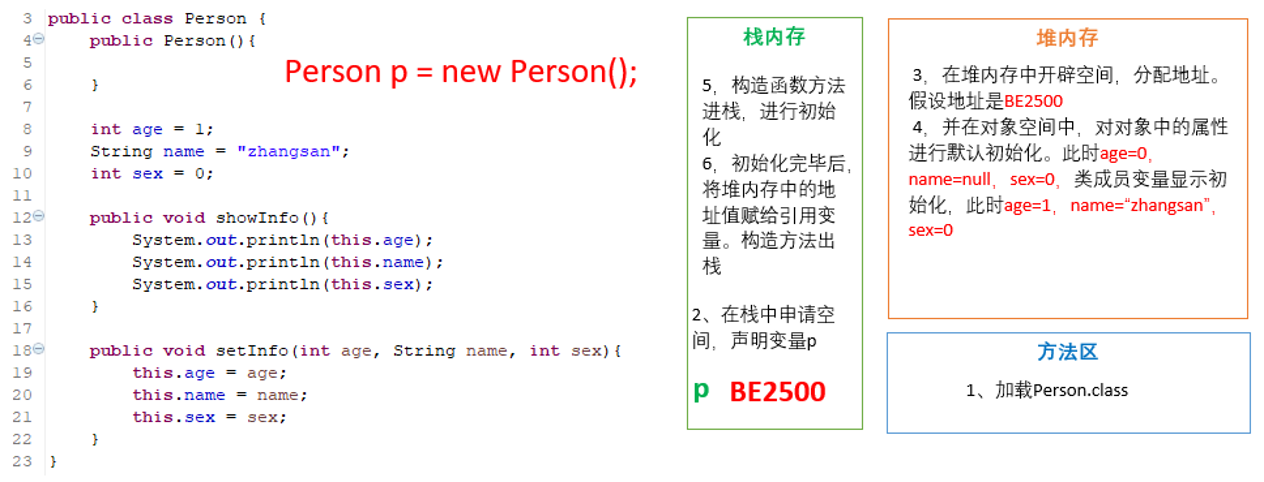 3 public class Person {
4 public Person(){
5
6 }
7
8 int age = 1;
9 String name = "zhangsan";
10 int sex = 0;
11
12 public void showInfo(){
13 System.out.println(this.age);
14 System.out.println(this.name);
15 System.out.println(this.sex);
16 }
17
18 public void setInfo(int age, String name, int sex){
19 this.age = age;
20 this.name = name;
21 this.sex = sex;
22 }
23 }
Person p = new Person();
栈内存
5，构造函数方法
进栈，进行初始
化
6，初始化完毕后，
将堆内存中的地
址值赋给引用变
量。构造方法出
栈
2、在栈中申请空
间，声明变量p
p BE2500
堆内存
3，在堆内存中开辟空间，分配地址。
假设地址是BE2500
4，并在对象空间中，对对象中的属性
进行默认初始化。此时age=0，
name=null，sex=0，类成员变量显示初
始化，此时age=1，name=“zhangsan”，
sex=0
方法区
1、加载Person.class